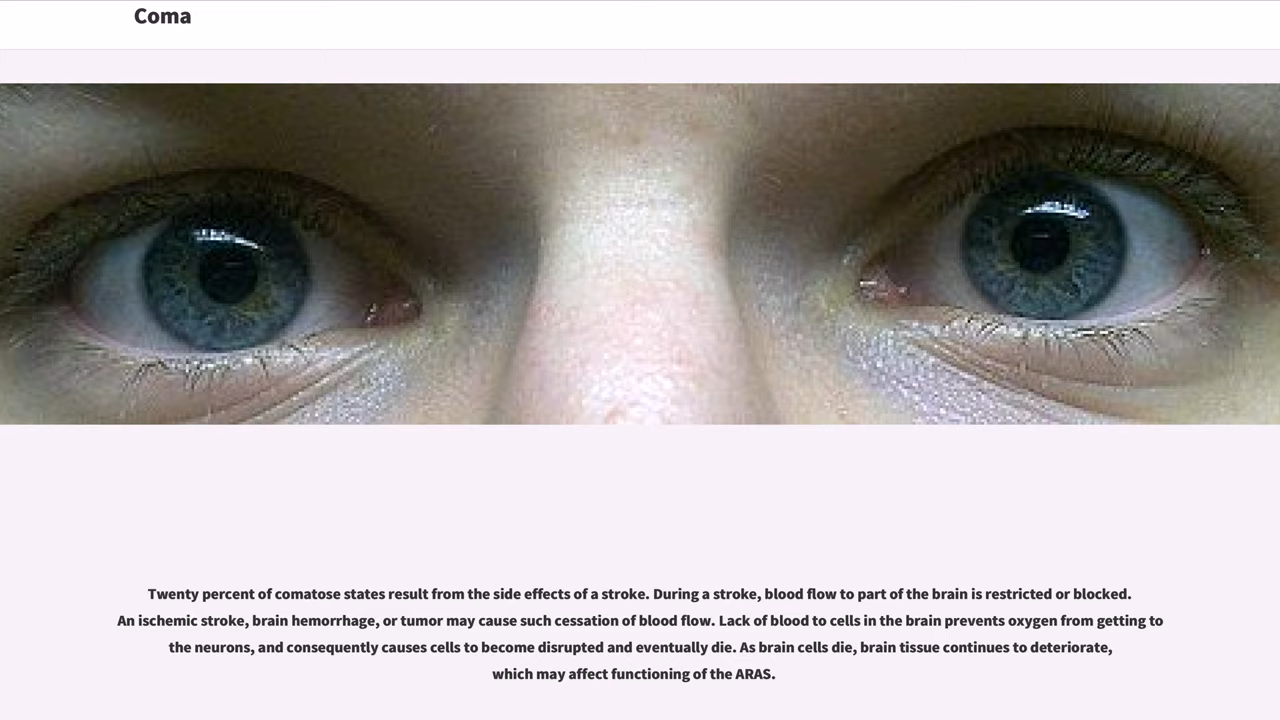 Coma
Twenty percent of comatose states result from the side effects of a stroke. During a stroke, blood flow to part of the brain is restricted or blocked.
An ischemic stroke, brain hemorrhage, or tumor may cause such cessation of blood flow. Lack of blood to cells in the brain prevents oxygen from getting to
the neurons, and consequently causes cells to become disrupted and eventually die. As brain cells die, brain tissue continues to deteriorate,
which may affect functioning of the ARAS.